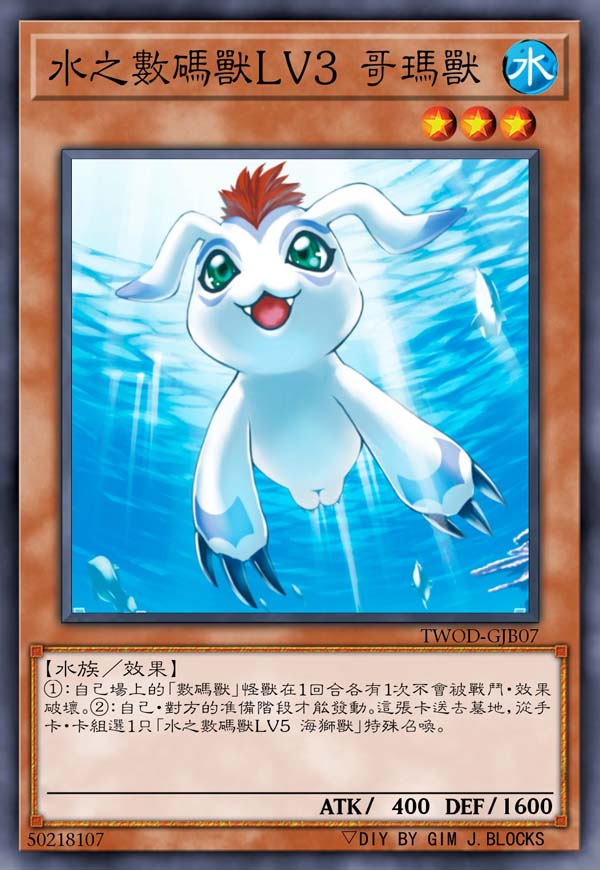 水之數碼獸LV3 哥瑪獸 水
TWOD-GJB07
【水族／效果】
①:自己場上的「數碼獸」怪獸在1回合各有1次不會被戰鬥·效果
破壞。②:自己·對方的准備階段才能發動。這張卡送去墓地,從手
卡·卡組選1只「水之數碼獸LV5 海獅獸」特殊召喚。
ATK/ 400 DEF/1600
50218107 ▽DIY BY GIM J.BLOCKS